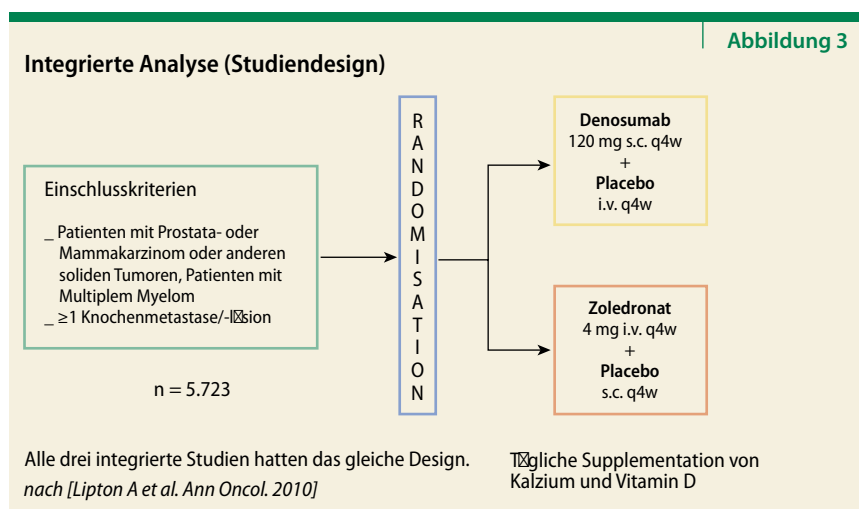 Abbildung 3
Integrierte Analyse (Studiendesign)
Einschlusskriterien
_ Patienten mit Prostata- oder
Mammakarzinom oder anderen
soliden Tumoren, Patienten mit
Multiplem Myelom
_ ≥1 Knochenmetastase/-l☒sion
n = 5.723
R
A
N
D
O
M
I
S
A
T
I
O
N
Denosumab
120 mg s.c. q4w
+
Placebo
i.v. q4w
Zoledronat
4 mg i.v. q4w
+
Placebo
s.c. q4w
Alle drei integrierte Studien hatten das gleiche Design.
nach [Lipton A et al. Ann Oncol. 2010]
T☒gliche Supplementation von
Kalzium und Vitamin D